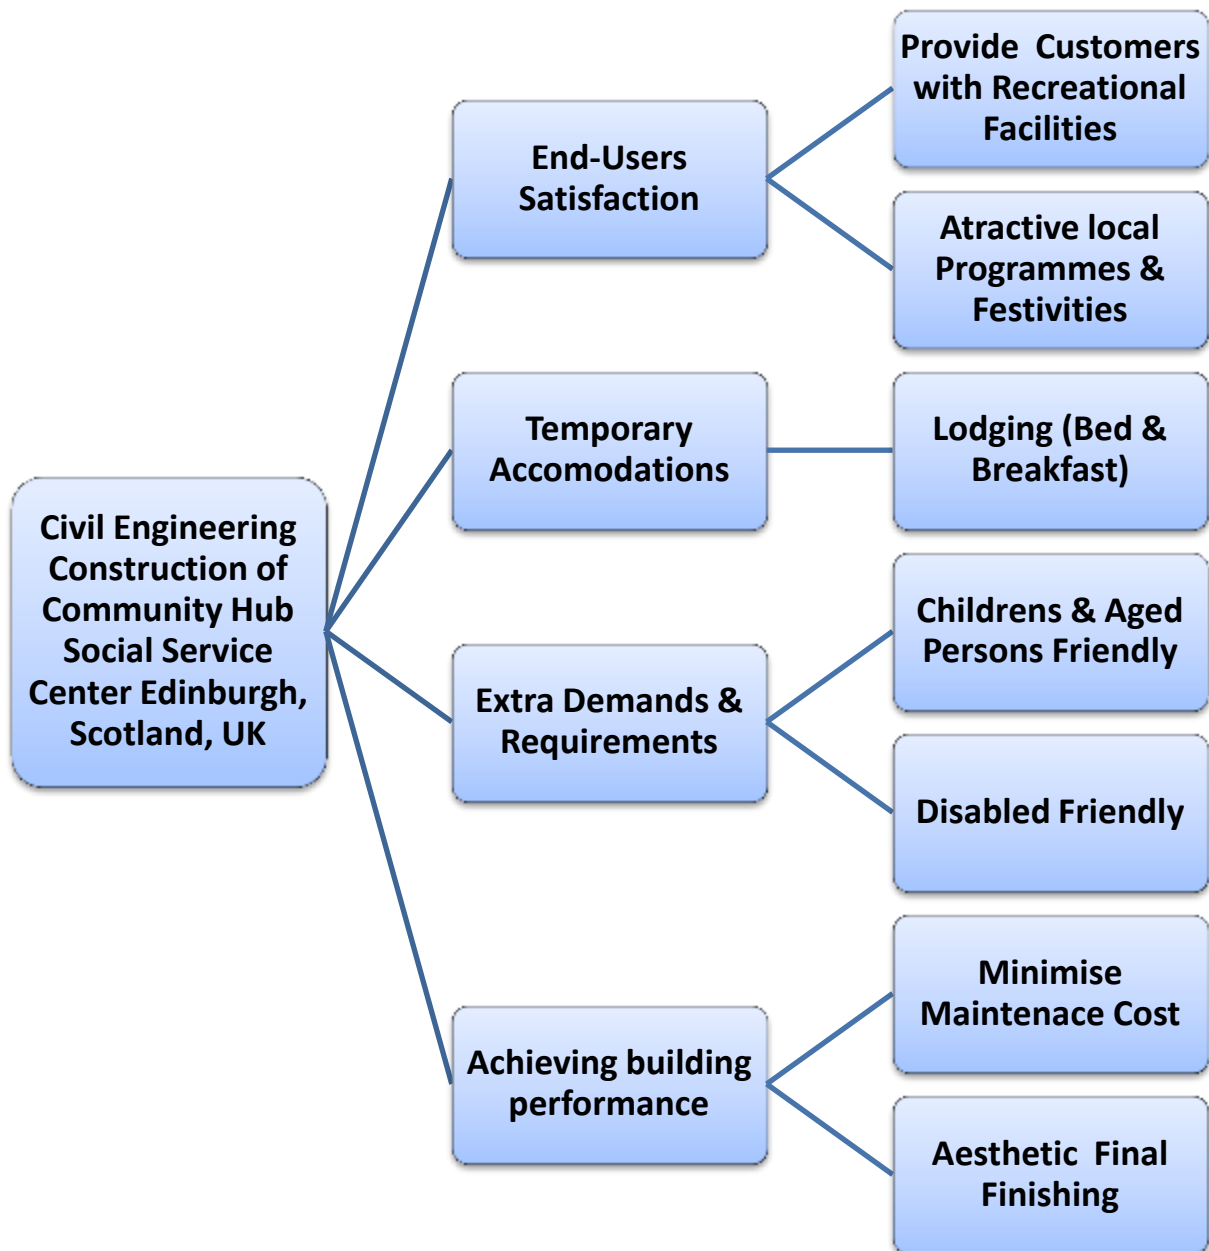 Civil Engineering
Construction of
Community Hub
Social Service
Center Edinburgh,
Scotland, UK
End-Users
Satisfaction
Provide  Customers
with Recreational
Facilities
Atractive local
Programmes &
Festivities
Temporary
Accomodations
Lodging (Bed &
Breakfast)
Extra Demands &
Requirements
Childrens & Aged
Persons Friendly
Disabled Friendly
Achieving building
performance
Minimise
Maintenace Cost
Aesthetic  Final
Finishing